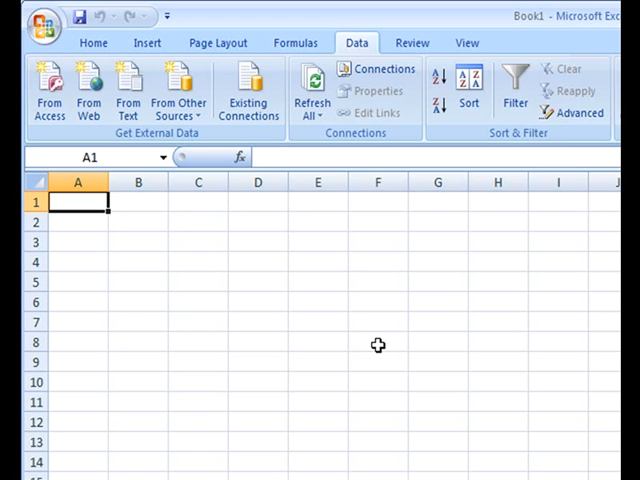 Book1 - Microsoft Exc
Home Insert Page Layout Formulas Data Review View
From Access
From Web
From Text
From Other Sources
Existing Connections
Get External Data
Refresh All
Connections
Properties
Edit Links
Connections
A Z
Z A
A Z Z A
Sort
Filter
Clear
Reapply
Advanced
Sort & Filter
A1 fx
A B C D E F G H I J
1
2
3
4
5
6
7
8
9
10
11
12
13
14